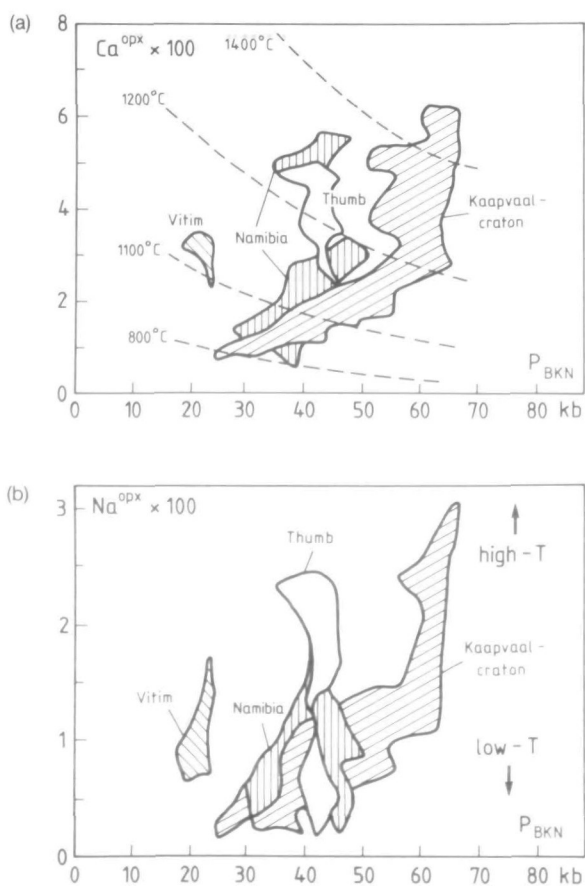 (a)
8
Ca^opx × 100
1400°C
6
1200°C
Thumb
4
Vitim
Namibia
Kaapvaal-
craton
1100°C
2
800°C
P_BKN
0
0 10 20 30 40 50 60 70 80 kb
(b)
3
Na^opx × 100
Thumb
high-T
2
Kaapvaal-
craton
Vitim
Namibia
1
low-T
P_BKN
0
0 10 20 30 40 50 60 70 80 kb